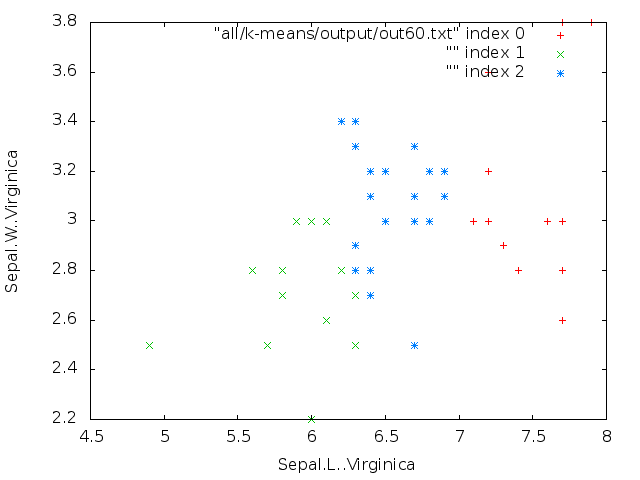 "all/k-means/output/out60.txt" index 0
"" index 1
"" index 2
3.8
3.6
3.4
3.2
3
2.8
2.6
2.4
2.2
Sepal.W..Virginica
4.5 5 5.5 6 6.5 7 7.5 8
Sepal.L..Virginica